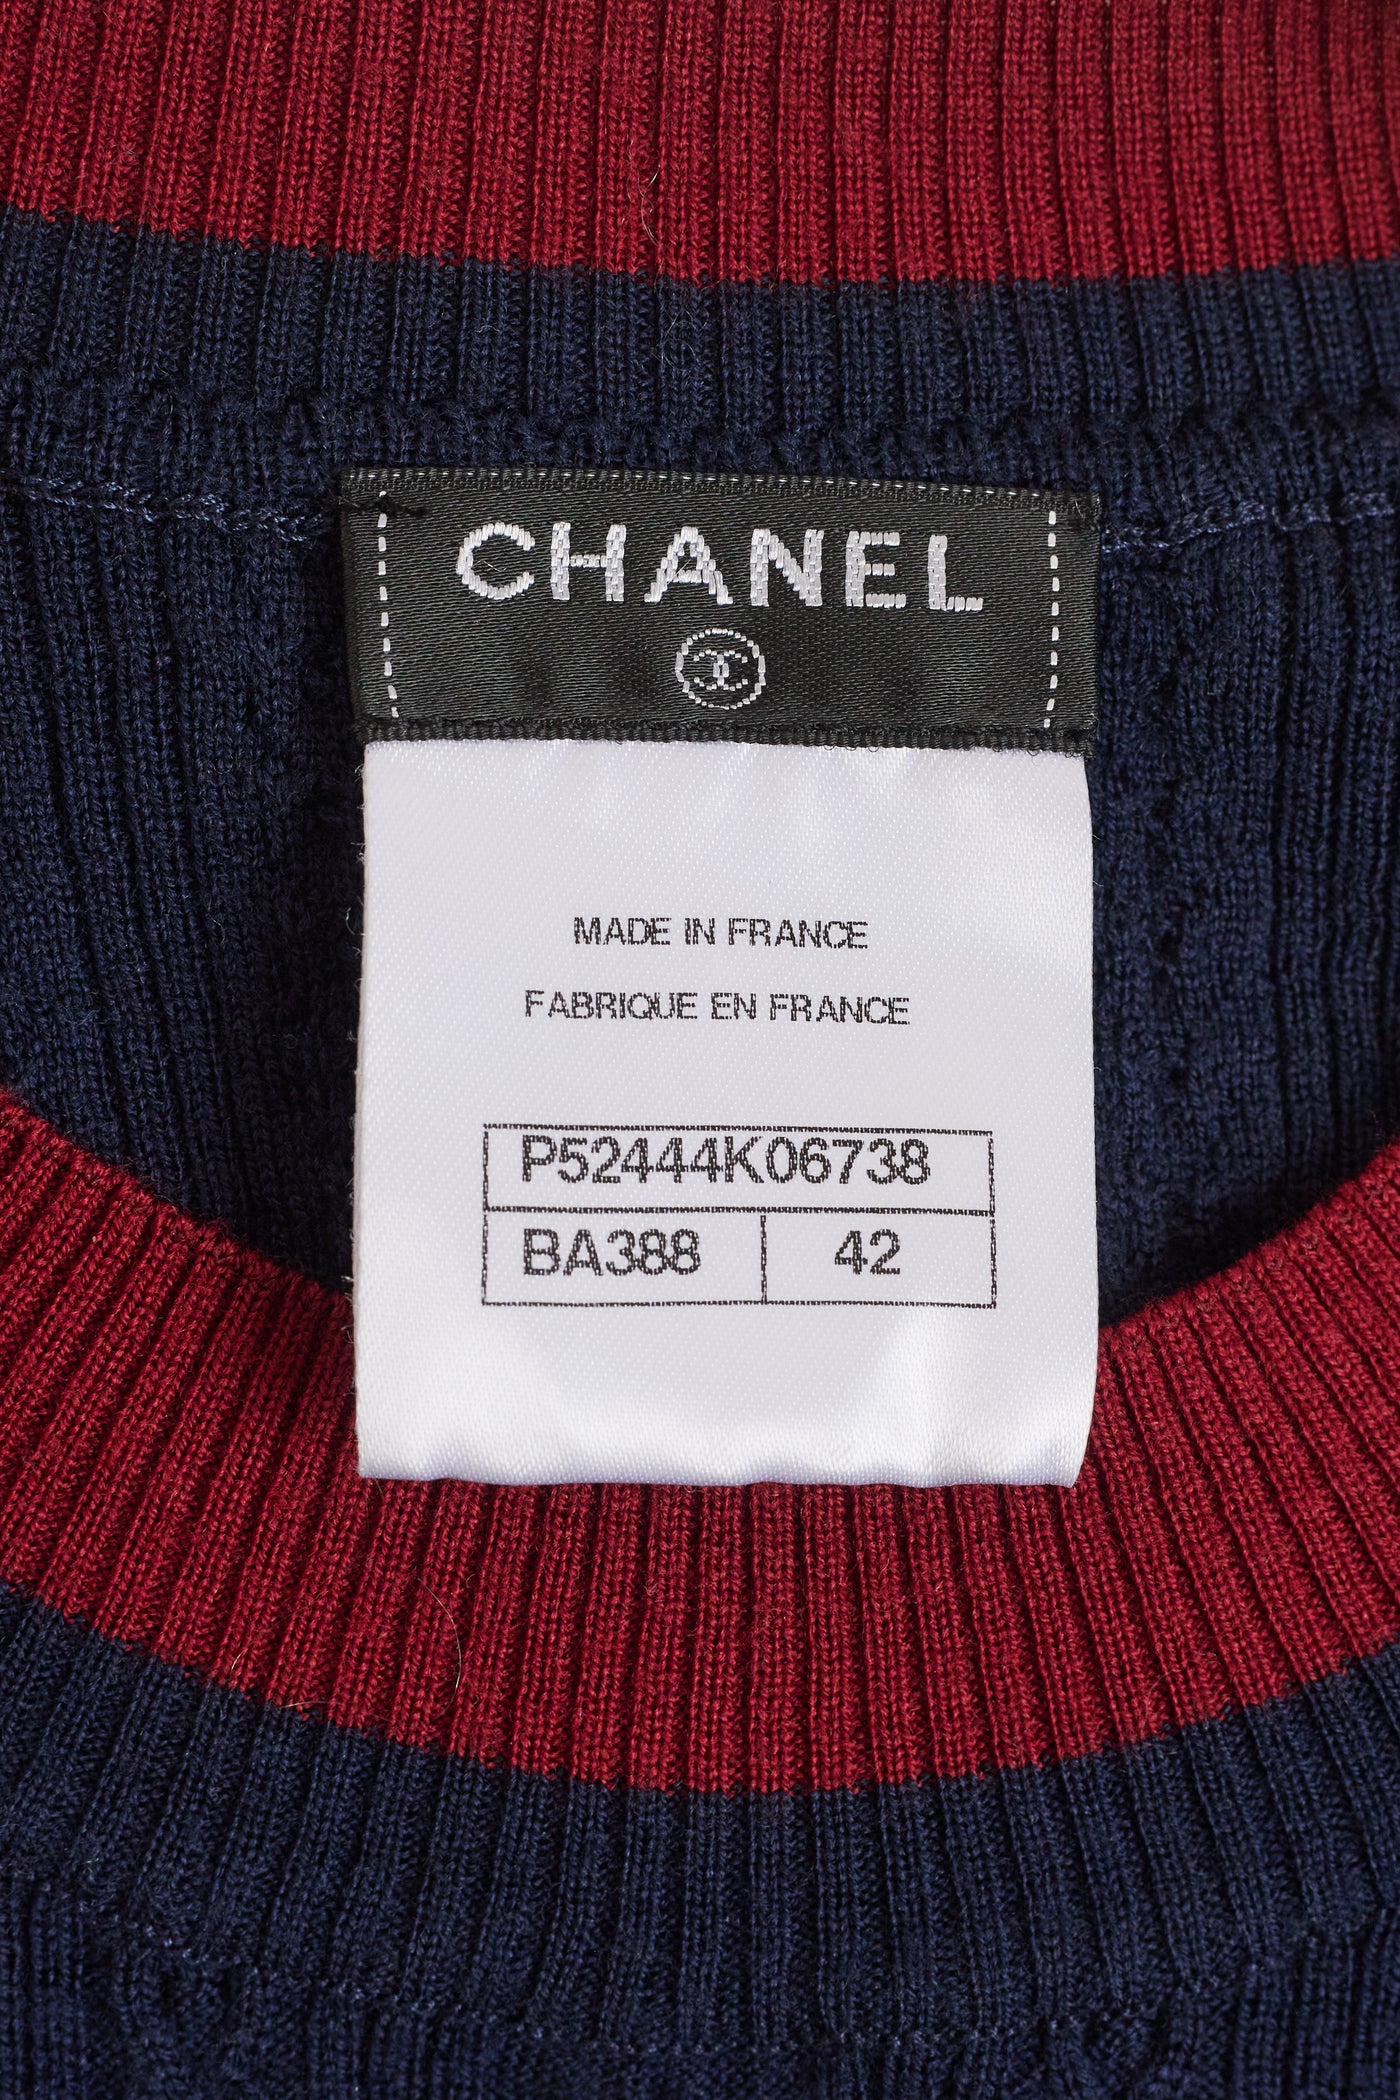 CHANEL
MADE IN FRANCE
FABRIQUE EN FRANCE
P52444K06738
BA388 42